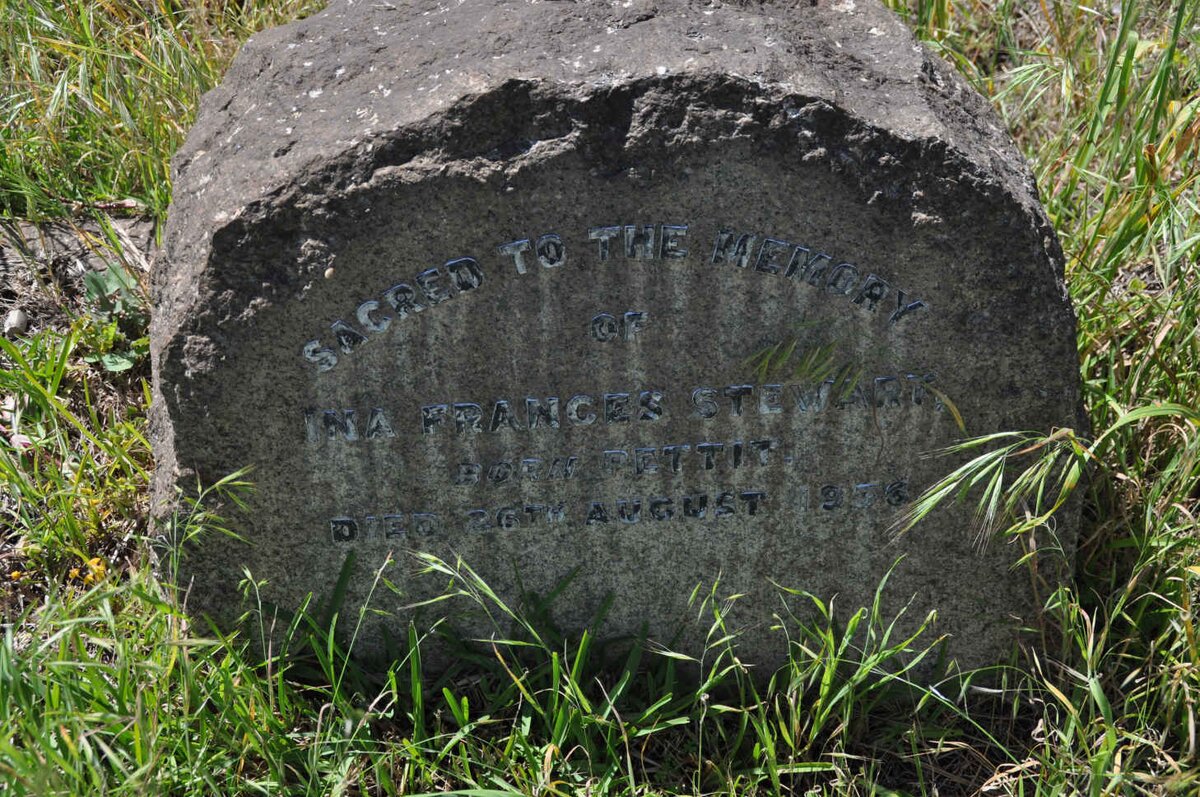 SACRED TO THE MEMORY
OF
INA FRANCES STEWART,
BORN PETTIT.
DIED 26TH AUGUST 1956